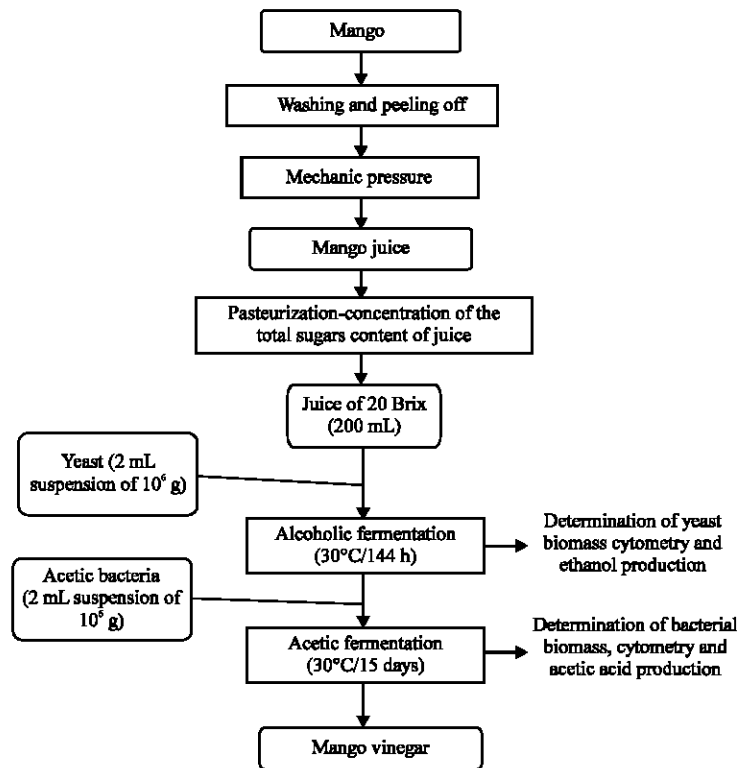 Mango
Washing and peeling off
Mechanic pressure
Mango juice
Pasteurization-concentration of the
total sugars content of juice
Juice of 20 Brix
(200 mL)
Yeast (2 mL
suspension of 10⁶ g)
Alcoholic fermentation
(30°C/144 h)
Determination of yeast
biomass cytometry and
ethanol production
Acetic bacteria
(2 mL suspension of
10⁶ g)
Acetic fermentation
(30°C/15 days)
Determination of bacterial
biomass, cytometry and
acetic acid production
Mango vinegar